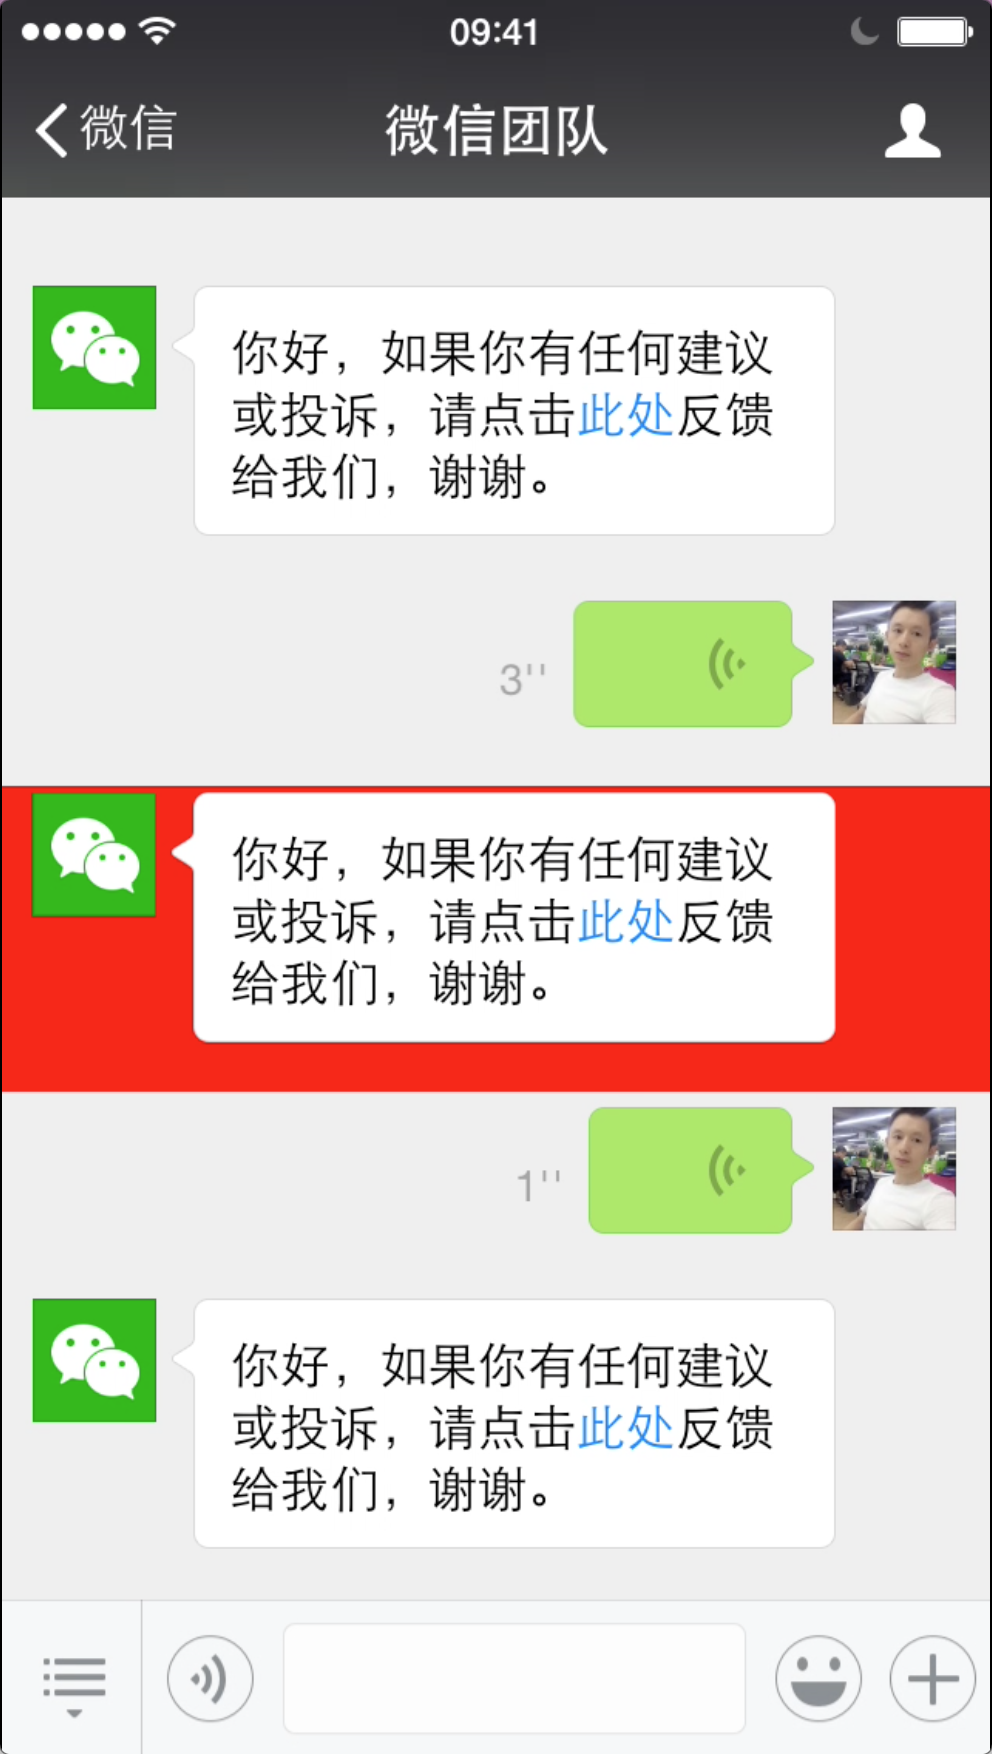 09:41
微信
微信团队
你好，如果你有任何建议
或投诉，请点击此处反馈
给我们，谢谢。
3''
你好，如果你有任何建议
或投诉，请点击此处反馈
给我们，谢谢。
1''
你好，如果你有任何建议
或投诉，请点击此处反馈
给我们，谢谢。